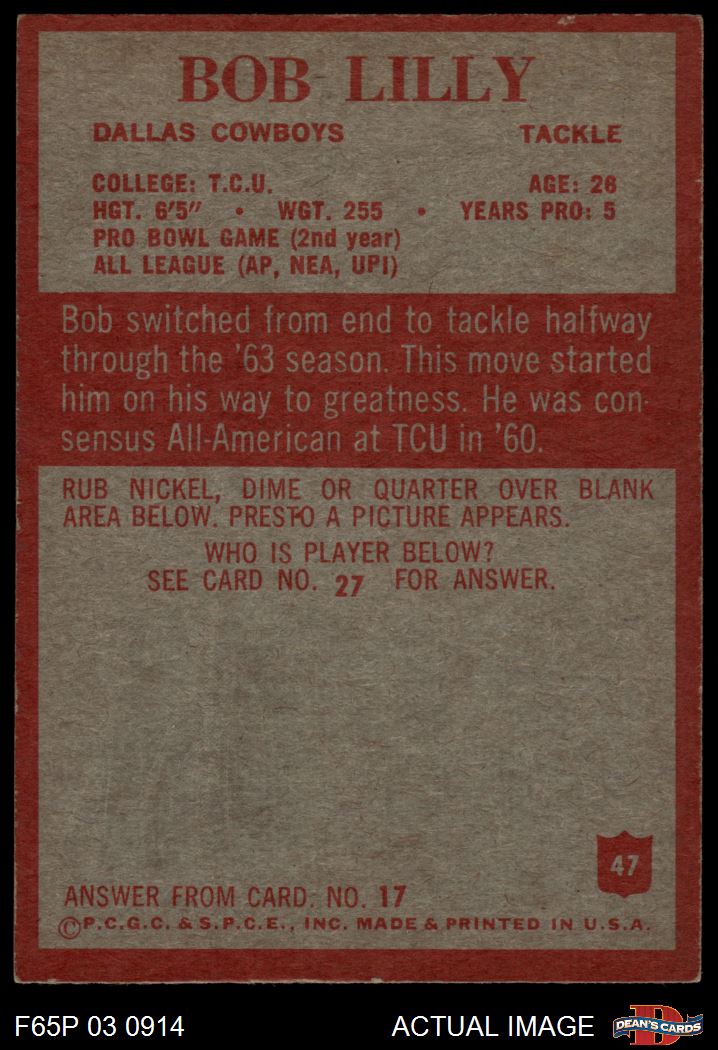 BOB LILLY
DALLAS COWBOYS TACKLE
COLLEGE: T.C.U. AGE: 26
HGT. 6'5" • WGT. 255 • YEARS PRO: 5
PRO BOWL GAME (2nd year)
ALL LEAGUE (AP, NEA, UPI)
Bob switched from end to tackle halfway
through the '63 season. This move started
him on his way to greatness. He was con-
sensus All-American at TCU in '60.
RUB NICKEL, DIME OR QUARTER OVER BLANK
AREA BELOW. PRESTO A PICTURE APPEARS.
WHO IS PLAYER BELOW?
SEE CARD NO. 27 FOR ANSWER.
47
ANSWER FROM CARD. NO. 17
©P.C.G.C. & S.P.C.E., INC. MADE & PRINTED IN U.S.A.
F65P 03 0914 ACTUAL IMAGE
D
DEAN'S CARDS